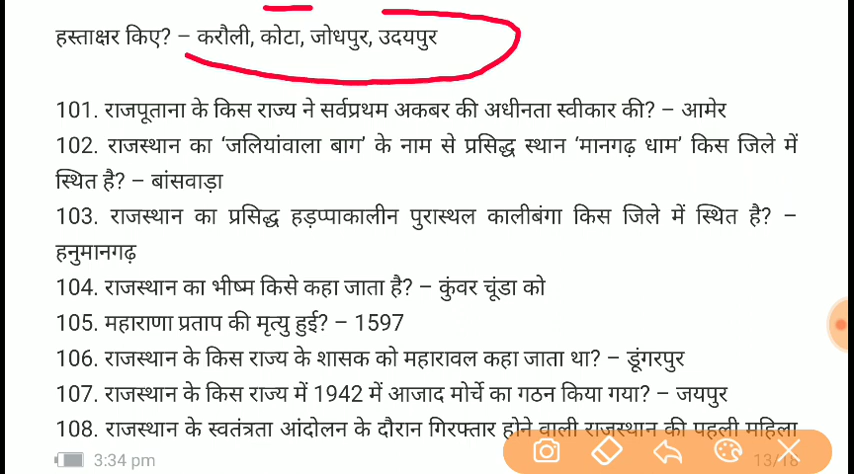 हस्ताक्षर किए? – करौली, कोटा, जोधपुर, उदयपुर
101. राजपूताना के किस राज्य ने सर्वप्रथम अकबर की अधीनता स्वीकार की? – आमेर
102. राजस्थान का ‘जलियांवाला बाग’ के नाम से प्रसिद्ध स्थान ‘मानगढ़ धाम’ किस जिले में
स्थित है? – बांसवाड़ा
103. राजस्थान का प्रसिद्ध हड़प्पाकालीन पुरास्थल कालीबंगा किस जिले में स्थित है? –
हनुमानगढ़
104. राजस्थान का भीष्म किसे कहा जाता है? – कुंवर चूंडा को
105. महाराणा प्रताप की मृत्यु हुई? – 1597
106. राजस्थान के किस राज्य के शासक को महारावल कहा जाता था? – डूंगरपुर
107. राजस्थान के किस राज्य में 1942 में आजाद मोर्चे का गठन किया गया? – जयपुर
108. राजस्थान के स्वतंत्रता आंदोलन के दौरान गिरफ्तार होने वाली राजस्थान की पहली महिला
3:34 pm